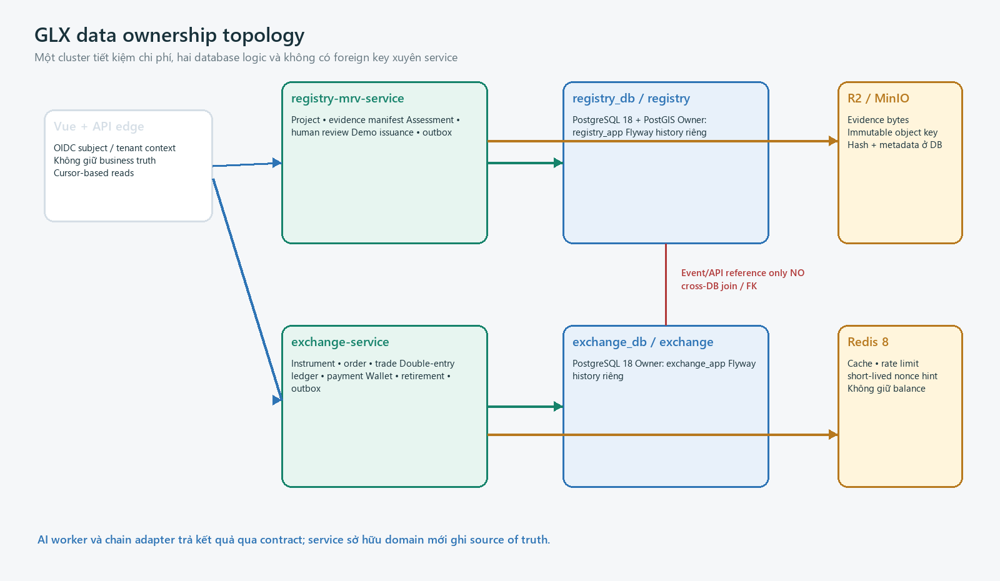 GLX data ownership topology
Một cluster tiết kiệm chi phí, hai database logic và không có foreign key xuyên service
Vue + API edge
OIDC subject / tenant context
Không giữ business truth
Cursor-based reads
registry-mrv-service
Project • evidence manifest Assessment •
human review Demo issuance • outbox
registry_db / registry
PostgreSQL 18 + PostGIS Owner:
registry_app Flyway history riêng
R2 / MinIO
Evidence bytes
Immutable object key
Hash + metadata ở DB
Event/API reference only NO
cross-DB join / FK
exchange-service
Instrument • order • trade Double-entry
ledger • payment Wallet • retirement •
outbox
exchange_db / exchange
PostgreSQL 18 Owner: exchange_app Flyway
history riêng
Redis 8
Cache • rate limit
short-lived nonce hint
Không giữ balance
AI worker và chain adapter trả kết quả qua contract; service sở hữu domain mới ghi source of truth.